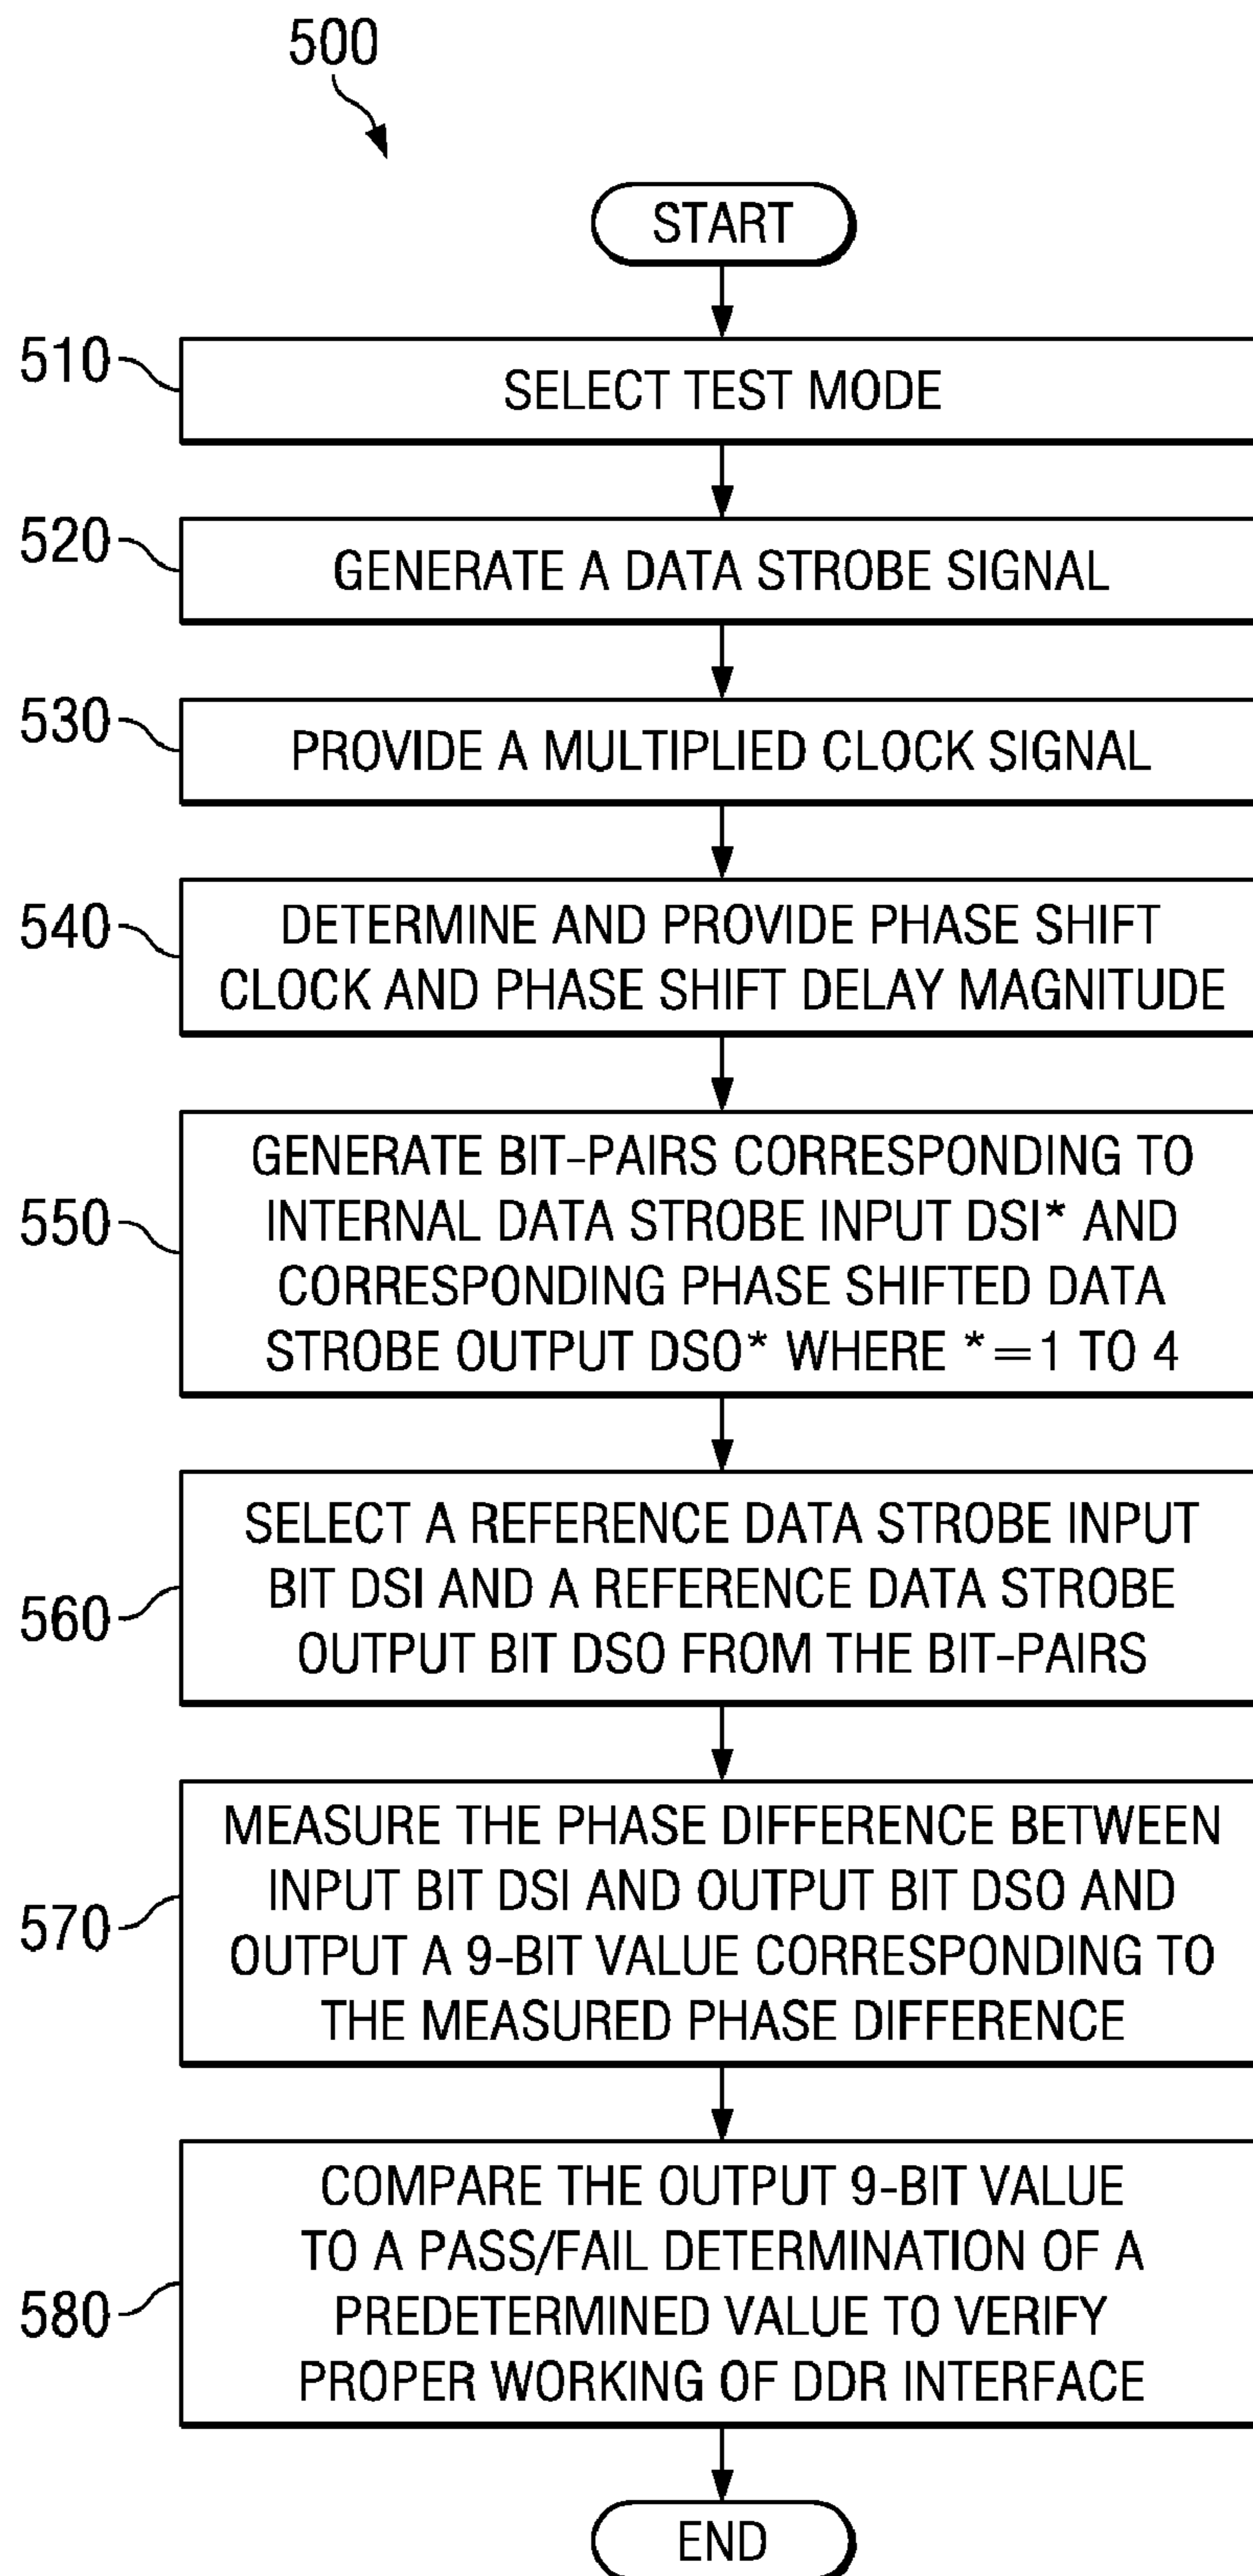 500
START
510
SELECT TEST MODE
520
GENERATE A DATA STROBE SIGNAL
530
PROVIDE A MULTIPLIED CLOCK SIGNAL
540
DETERMINE AND PROVIDE PHASE SHIFT
CLOCK AND PHASE SHIFT DELAY MAGNITUDE
550
GENERATE BIT-PAIRS CORRESPONDING TO
INTERNAL DATA STROBE INPUT DSI* AND
CORRESPONDING PHASE SHIFTED DATA
STROBE OUTPUT DSO* WHERE *=1 TO 4
560
SELECT A REFERENCE DATA STROBE INPUT
BIT DSI AND A REFERENCE DATA STROBE
OUTPUT BIT DSO FROM THE BIT-PAIRS
570
MEASURE THE PHASE DIFFERENCE BETWEEN
INPUT BIT DSI AND OUTPUT BIT DSO AND
OUTPUT A 9-BIT VALUE CORRESPONDING TO
THE MEASURED PHASE DIFFERENCE
580
COMPARE THE OUTPUT 9-BIT VALUE
TO A PASS/FAIL DETERMINATION OF A
PREDETERMINED VALUE TO VERIFY
PROPER WORKING OF DDR INTERFACE
END